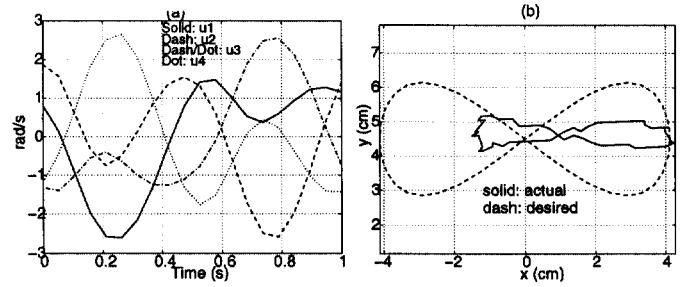 (a)
Solid: u1
Dash: u2
Dash/Dot: u3
Dot: u4
rad/s
3
2
1
0
-1
-2
-3
0
0.2
0.4
0.6
0.8
1
Time (s)
(b)
y (cm)
7
6
5
4
3
2
solid: actual
dash: desired
-4
-2
0
2
4
x (cm)